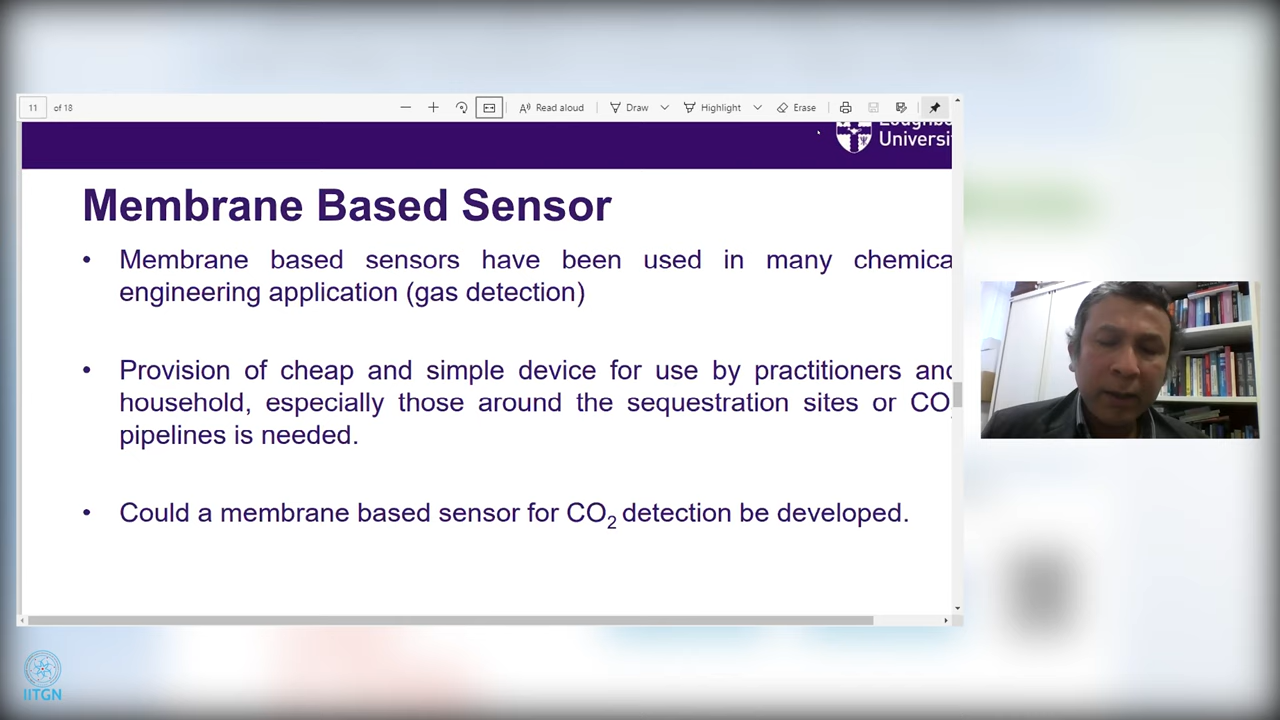 11 of 18 Read aloud Draw Highlight Erase
Universi
Membrane Based Sensor
• Membrane based sensors have been used in many chemica
engineering application (gas detection)
• Provision of cheap and simple device for use by practitioners and
household, especially those around the sequestration sites or CO
pipelines is needed.
• Could a membrane based sensor for CO₂ detection be developed.
IITGN